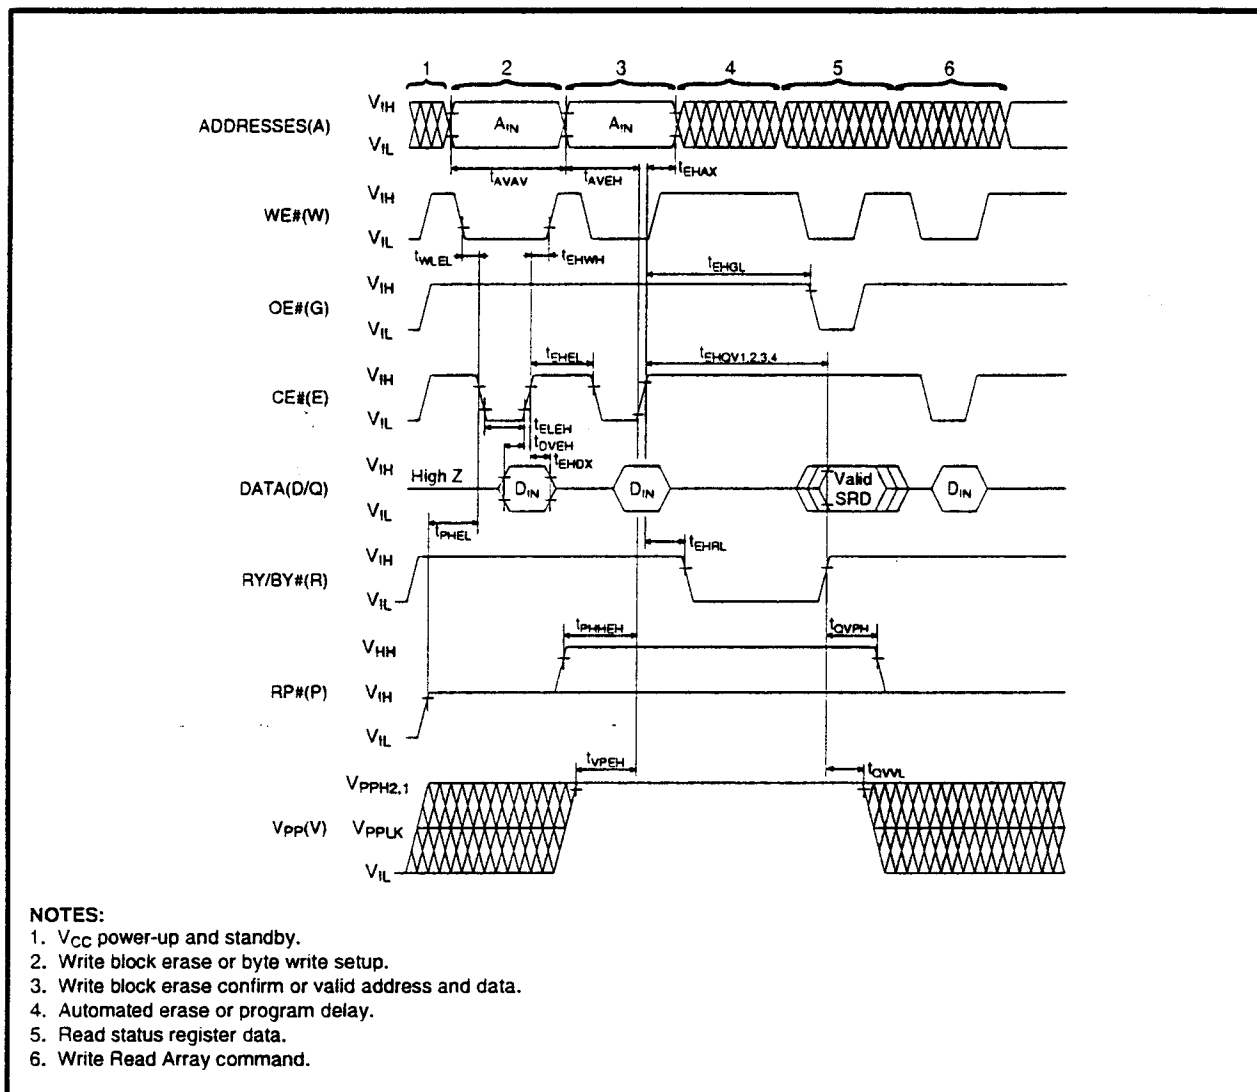 1 2 3 4 5 6
ADDRESSES(A) VIH AIN AIN
VIL
tAVAV tAVEH tEHAX
WE#(W) VIH
VIL
tWLEL tEHWH tEHGL
OE#(G) VIH
VIL
tEHEL tEHQV1,2,3,4
CE#(E) VIH
VIL
tELEH
tDVEH
tEHDX
DATA(D/Q) VIH High Z DIN DIN Valid SRD DIN
VIL
tPHEL tEHRL
RY/BY#(R) VIH
VIL
tPHHEH tQVPH
VHH
RP#(P) VIH
VIL
tVPEH tQVVL
VPPH2,1
VPP(V) VPPLK
VIL
NOTES:
1. VCC power-up and standby.
2. Write block erase or byte write setup.
3. Write block erase confirm or valid address and data.
4. Automated erase or program delay.
5. Read status register data.
6. Write Read Array command.